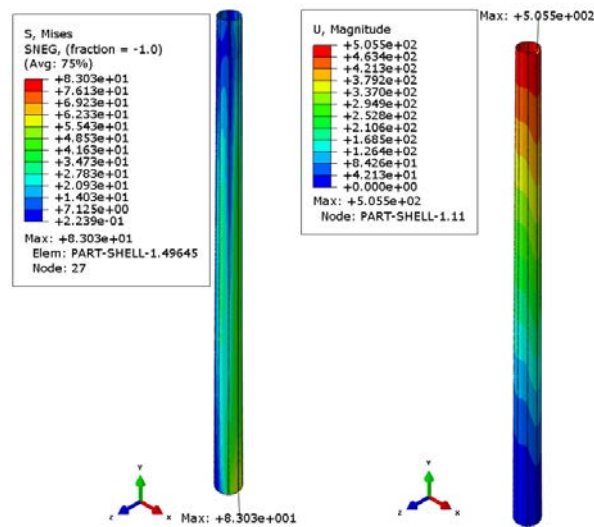 S, Mises
SNEG, (fraction = -1.0)
(Avg: 75%)
+8.303e+01
+7.613e+01
+6.923e+01
+6.233e+01
+5.543e+01
+4.853e+01
+4.163e+01
+3.473e+01
+2.783e+01
+2.093e+01
+1.403e+01
+7.125e+00
+2.239e-01
Max: +8.303e+01
Elem: PART-SHELL-1.49645
Node: 27
Y
Z
X
Max: +8.303e+001
U, Magnitude
+5.055e+02
+4.634e+02
+4.213e+02
+3.792e+02
+3.370e+02
+2.949e+02
+2.528e+02
+2.106e+02
+1.685e+02
+1.264e+02
+8.426e+01
+4.213e+01
+0.000e+00
Max: +5.055e+02
Node: PART-SHELL-1.11
Max: +5.055e+002
Y
Z
X